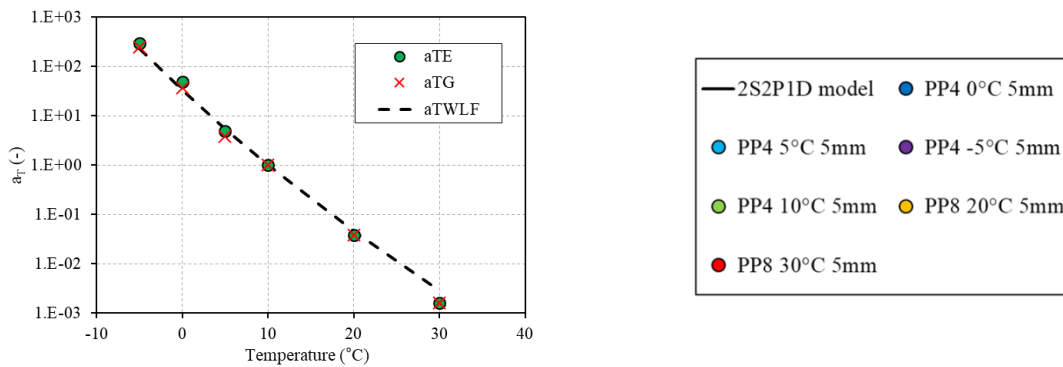 1.E+03
1.E+02
1.E+01
1.E+00
1.E-01
1.E-02
1.E-03
aT (-)
aTE
aTG
aTWLF
-10 0 10 20 30 40
Temperature (°C)
2S2P1D model PP4 0°C 5mm
PP4 5°C 5mm PP4 -5°C 5mm
PP4 10°C 5mm PP8 20°C 5mm
PP8 30°C 5mm